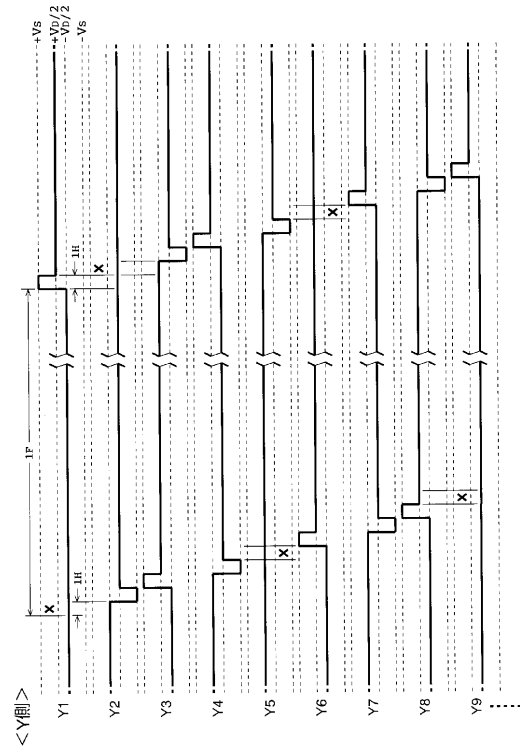 <Y側>
+Vs
+VD/2
-VD/2
-Vs
1F
1H
1H
Y1
×
Y2
×
Y3
Y4
Y5
×
Y6
×
Y7
Y8
Y9
×